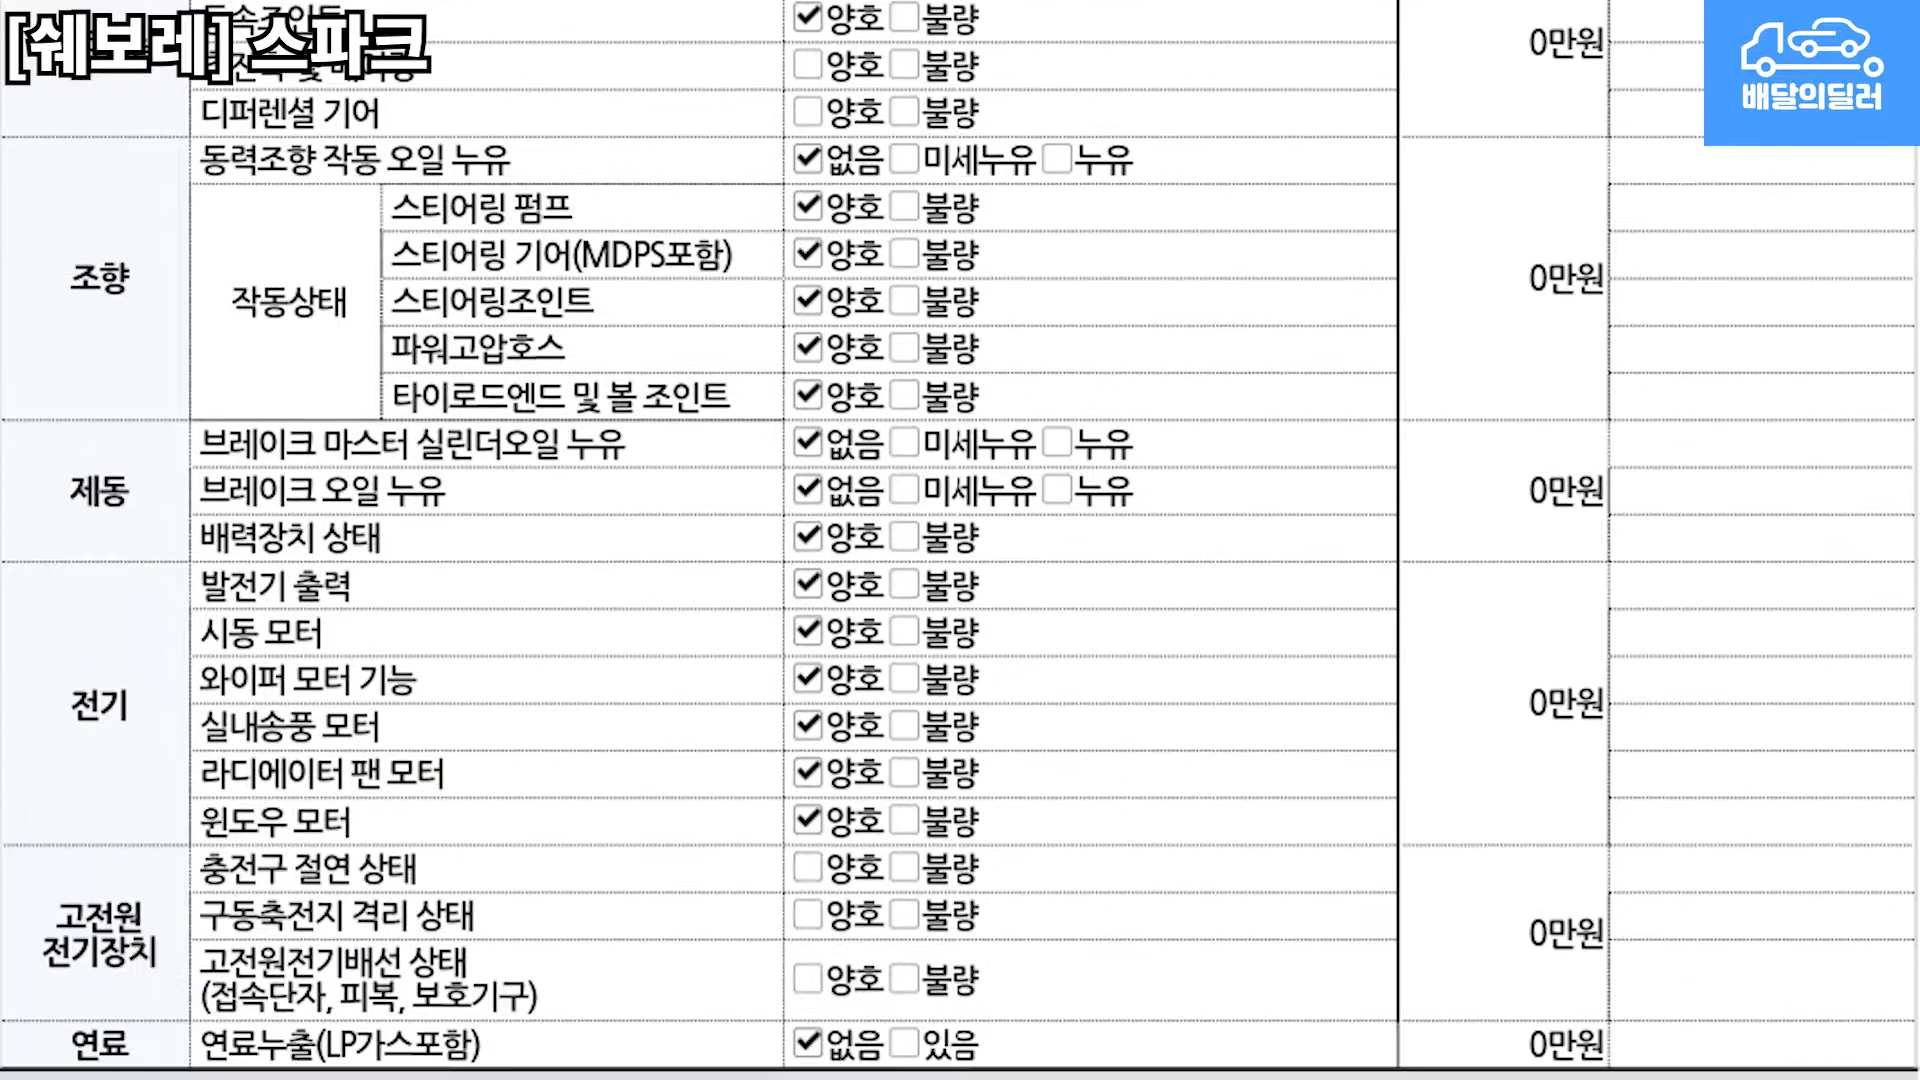 [쉐보레] 스파크
배달의딜러
양호 불량
양호 불량
0만원
디퍼렌셜 기어 양호 불량
조향
동력조향 작동 오일 누유 없음 미세누유 누유
작동상태
스티어링 펌프 양호 불량
스티어링 기어(MDPS포함) 양호 불량
스티어링조인트 양호 불량
파워고압호스 양호 불량
타이로드엔드 및 볼 조인트 양호 불량
0만원
제동
브레이크 마스터 실린더오일 누유 없음 미세누유 누유
브레이크 오일 누유 없음 미세누유 누유
배력장치 상태 양호 불량
0만원
전기
발전기 출력 양호 불량
시동 모터 양호 불량
와이퍼 모터 기능 양호 불량
실내송풍 모터 양호 불량
라디에이터 팬 모터 양호 불량
윈도우 모터 양호 불량
0만원
고전원
전기장치
충전구 절연 상태 양호 불량
구동축전지 격리 상태 양호 불량
고전원전기배선 상태
(접속단자, 피복, 보호기구) 양호 불량
0만원
연료
연료누출(LP가스포함) 없음 있음
0만원